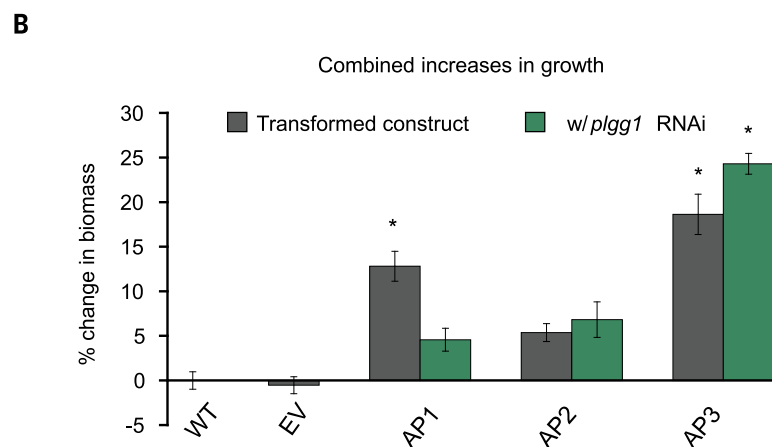 B
Combined increases in growth
Transformed construct
w/ plgg1 RNAi
% change in biomass
30
25
20
15
10
5
0
-5
*
*
*
WT
EV
AP1
AP2
AP3